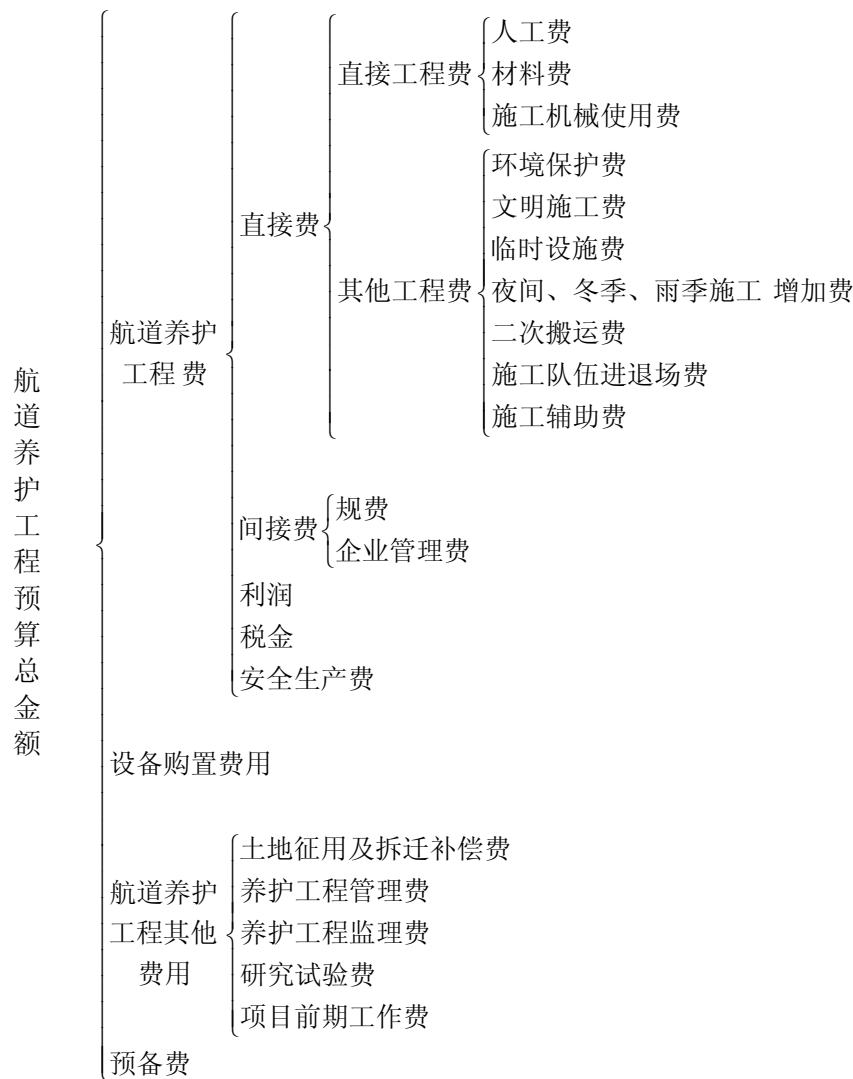 航道养护工程预算总金额
航道养护
工程 费
直接费
直接工程费
人工费
材料费
施工机械使用费
其他工程费
环境保护费
文明施工费
临时设施费
夜间、冬季、雨季施工 增加费
二次搬运费
施工队伍进退场费
施工辅助费
间接费
规费
企业管理费
利润
税金
安全生产费
设备购置费用
航道养护
工程其他
费用
土地征用及拆迁补偿费
养护工程管理费
养护工程监理费
研究试验费
项目前期工作费
预备费